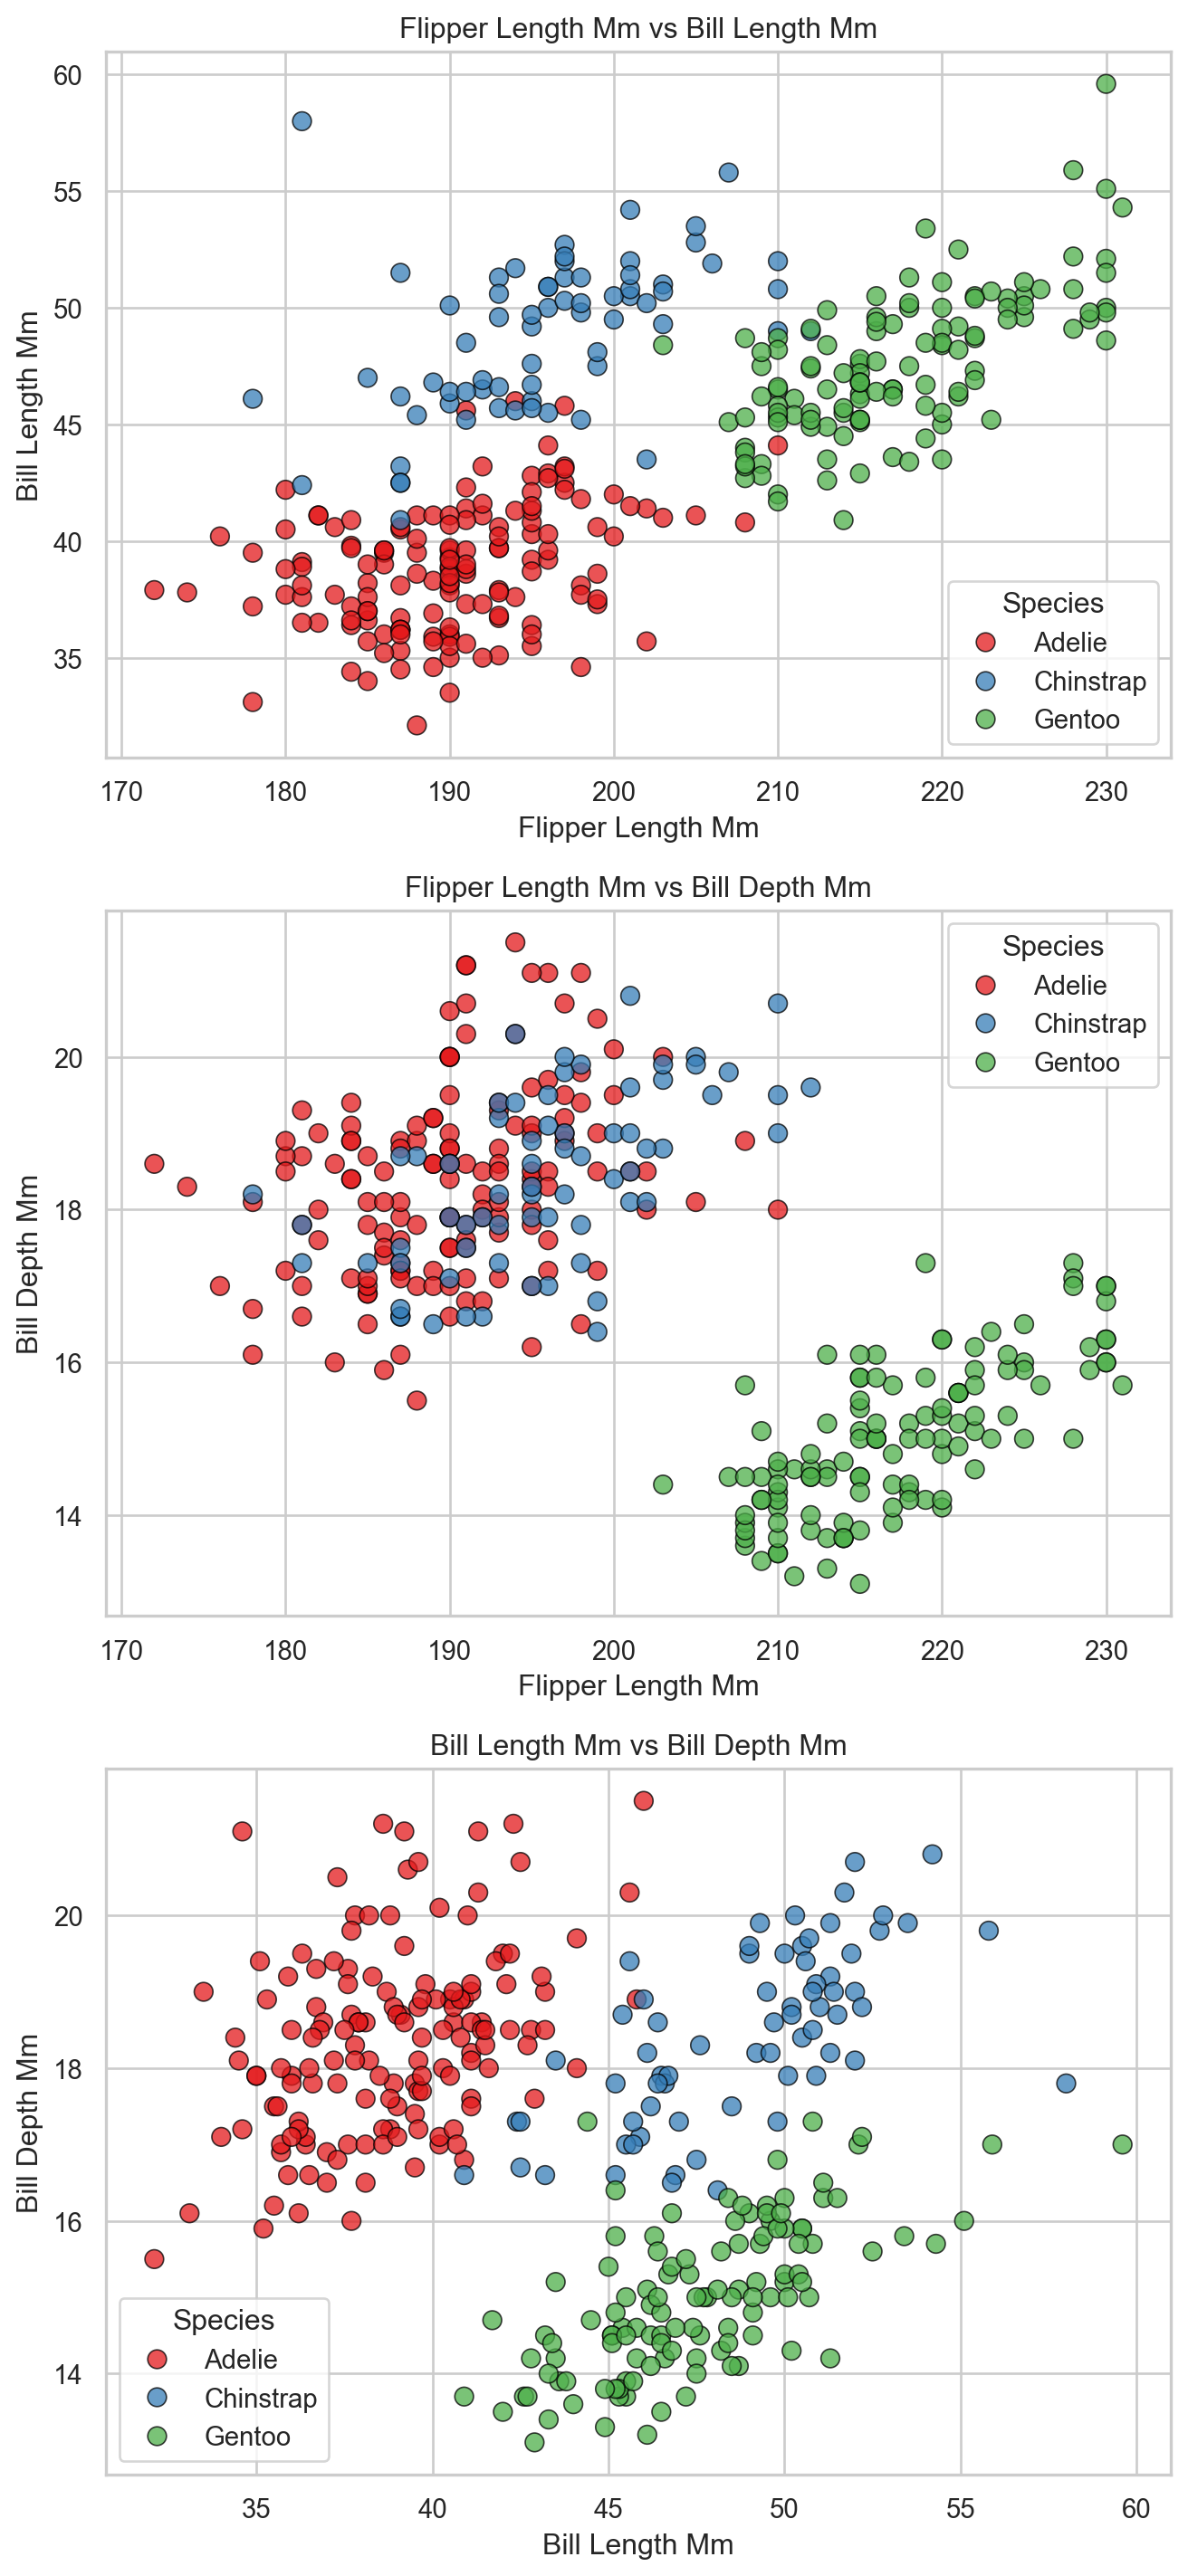 Flipper Length Mm vs Bill Length Mm
60
55
50
45
40
35
Bill Length Mm
Species
Adelie
Chinstrap
Gentoo
170 180 190 200 210 220 230
Flipper Length Mm
Flipper Length Mm vs Bill Depth Mm
Species
Adelie
Chinstrap
Gentoo
20
18
16
14
Bill Depth Mm
170 180 190 200 210 220 230
Flipper Length Mm
Bill Length Mm vs Bill Depth Mm
20
18
16
14
Bill Depth Mm
Species
Adelie
Chinstrap
Gentoo
35 40 45 50 55 60
Bill Length Mm